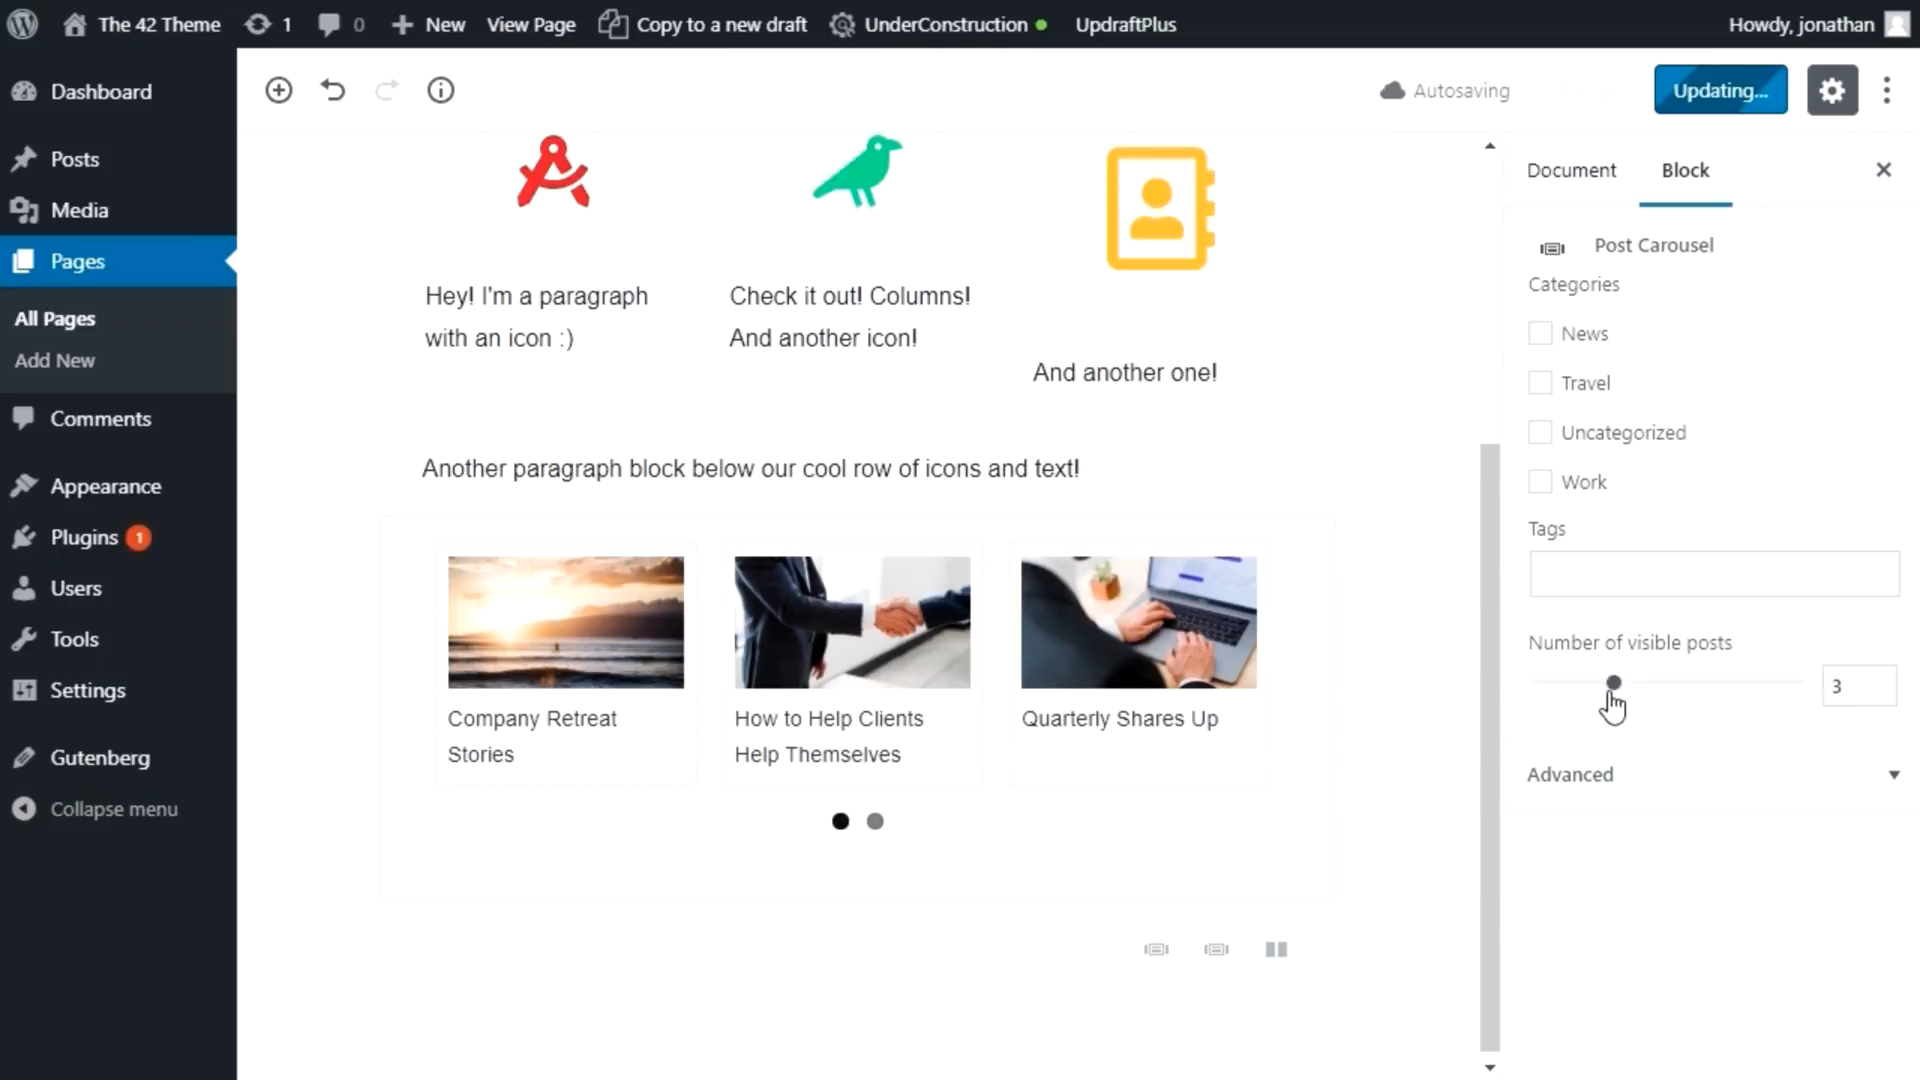 The 42 Theme
1
0
New
View Page
Copy to a new draft
UnderConstruction
UpdraftPlus
Howdy, jonathan
Dashboard
Posts
Media
Pages
All Pages
Add New
Comments
Appearance
Plugins 1
Users
Tools
Settings
Gutenberg
Collapse menu
Autosaving
Updating...
Hey! I'm a paragraph
with an icon :)
Check it out! Columns!
And another icon!
And another one!
Another paragraph block below our cool row of icons and text!
Company Retreat
Stories
How to Help Clients
Help Themselves
Quarterly Shares Up
Document
Block
Post Carousel
Categories
News
Travel
Uncategorized
Work
Tags
Number of visible posts
3
Advanced